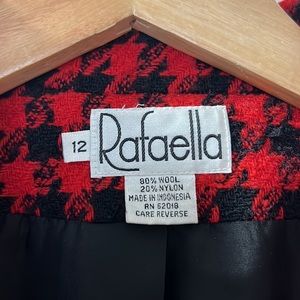 12
Rafaella
80% WOOL
20% NYLON
MADE IN INDONESIA
RN 62018
CARE REVERSE